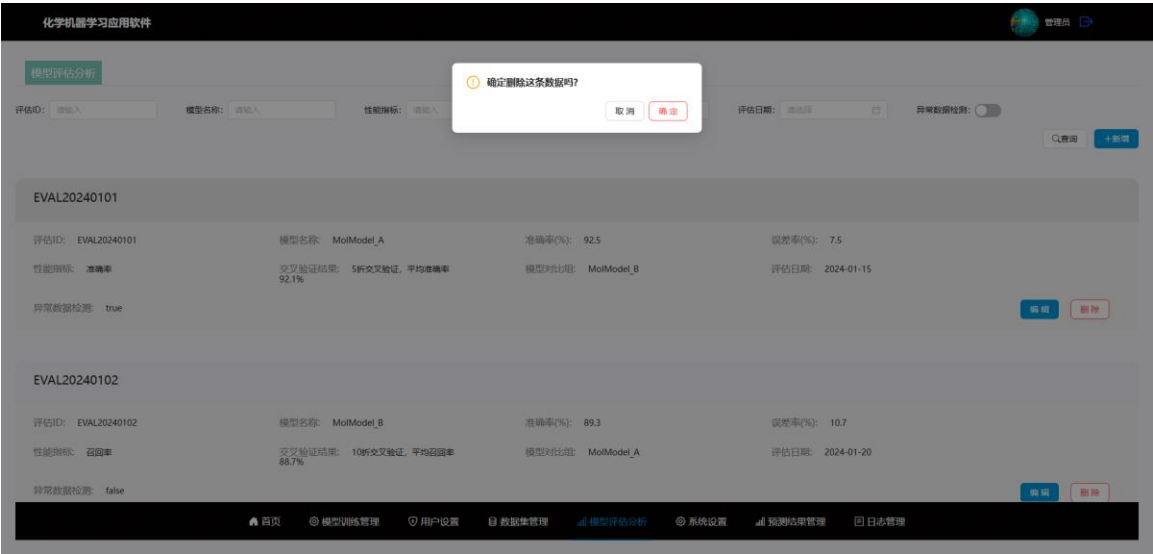 化学机器学习应用软件
管理员
模型评估分析
确定删除这条数据吗?
取 消 确 定
评估ID: 请输入 模型名称: 请输入 性能指标: 请输入 评估日期: 请选择 异常数据检测:
查询 +新增
EVAL20240101
评估ID: EVAL20240101 模型名称: MolModel_A 准确率(%): 92.5 误差率(%): 7.5
性能指标: 准确率 交叉验证结果: 5折交叉验证，平均准确率 模型对比组: MolModel_B 评估日期: 2024-01-15
92.1%
异常数据检测: true 编 辑 删 除
EVAL20240102
评估ID: EVAL20240102 模型名称: MolModel_B 准确率(%): 89.3 误差率(%): 10.7
性能指标: 召回率 交叉验证结果: 10折交叉验证，平均召回率 模型对比组: MolModel_A 评估日期: 2024-01-20
88.7%
异常数据检测: false 编 辑 删 除
首页 模型训练管理 用户设置 数据集管理 模型评估分析 系统设置 预测结果管理 日志管理